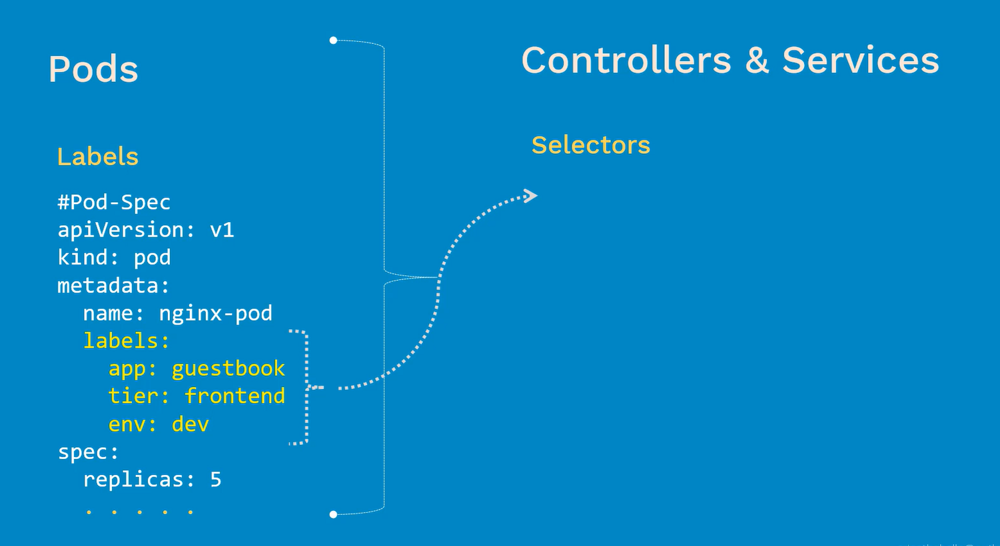 Pods
Labels
#Pod-Spec
apiVersion: v1
kind: pod
metadata:
  name: nginx-pod
  labels:
    app: guestbook
    tier: frontend
    env: dev
spec:
  replicas: 5
  . . . . .
Controllers & Services
Selectors